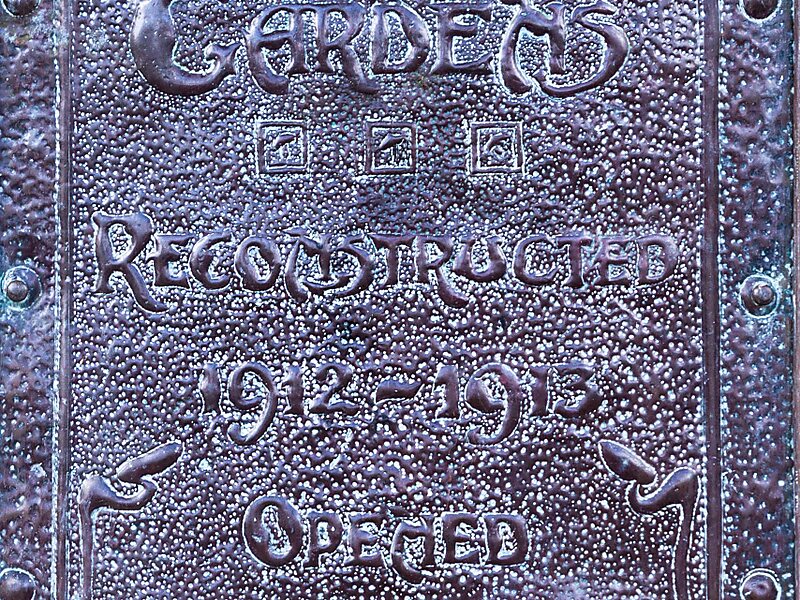 GARDENS
RECONSTRUCTED
1912-1913
OPENED